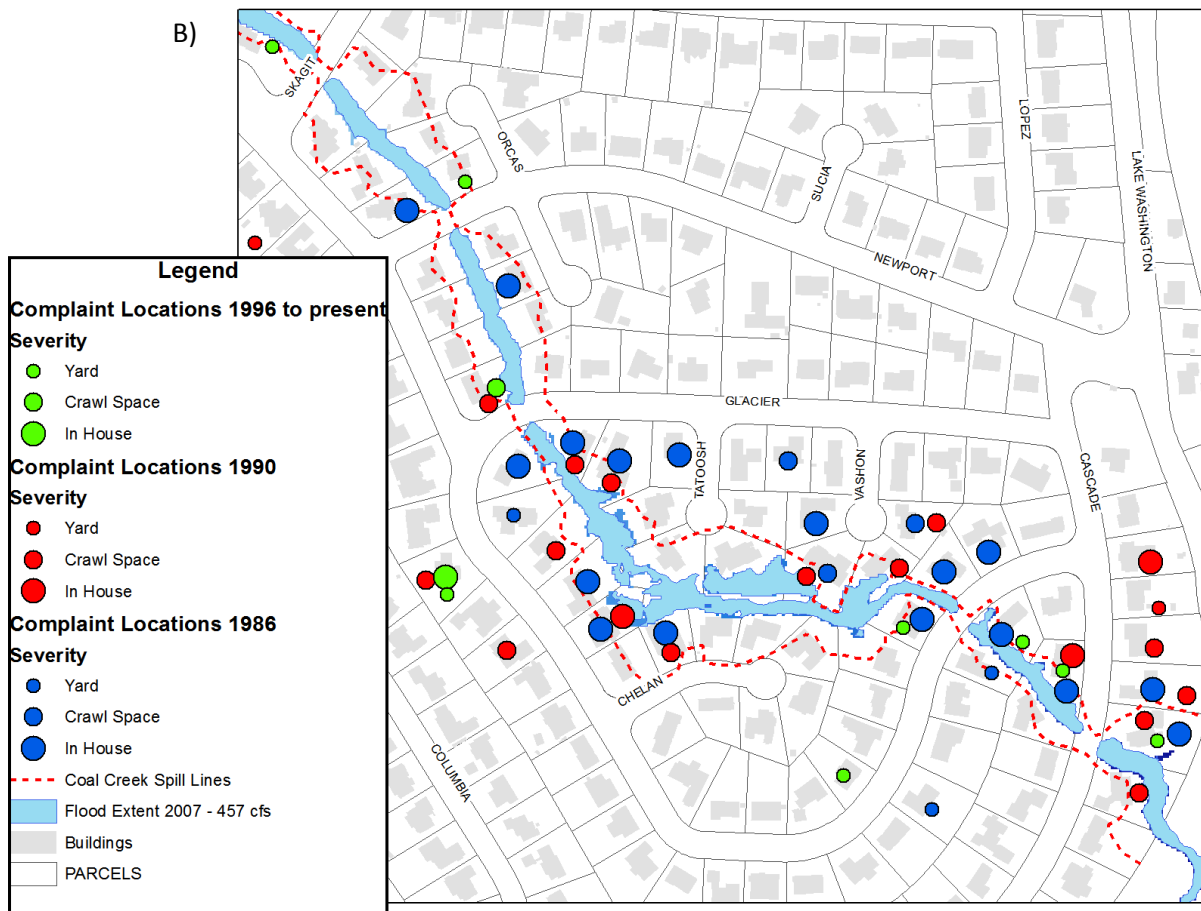 B)
SKAGIT
ORCAS
SUCIA
LOPEZ
LAKE WASHINGTON
NEWPORT
GLACIER
TATOOSH
VASHON
CASCADE
CHELAN
COLUMBIA
Legend
Complaint Locations 1996 to present
Severity
Yard
Crawl Space
In House
Complaint Locations 1990
Severity
Yard
Crawl Space
In House
Complaint Locations 1986
Severity
Yard
Crawl Space
In House
Coal Creek Spill Lines
Flood Extent 2007 - 457 cfs
Buildings
PARCELS